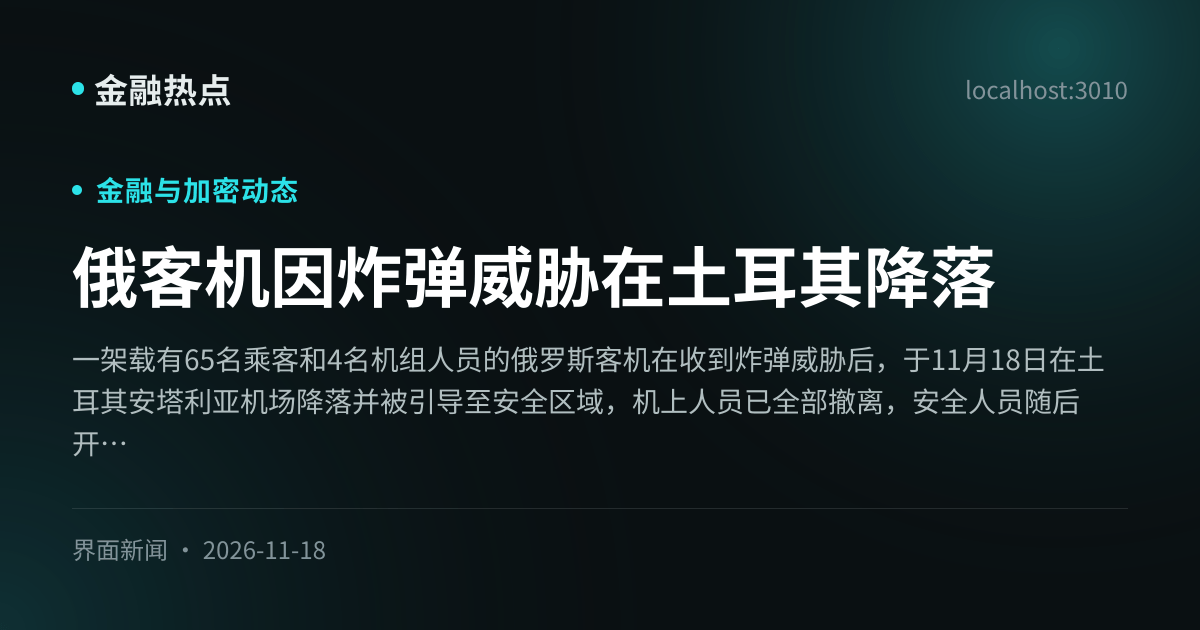 金融热点
localhost:3010
金融与加密动态
俄客机因炸弹威胁在土耳其降落
一架载有65名乘客和4名机组人员的俄罗斯客机在收到炸弹威胁后，于11月18日在土
耳其安塔利亚机场降落并被引导至安全区域，机上人员已全部撤离，安全人员随后
开…
界面新闻 · 2026-11-18